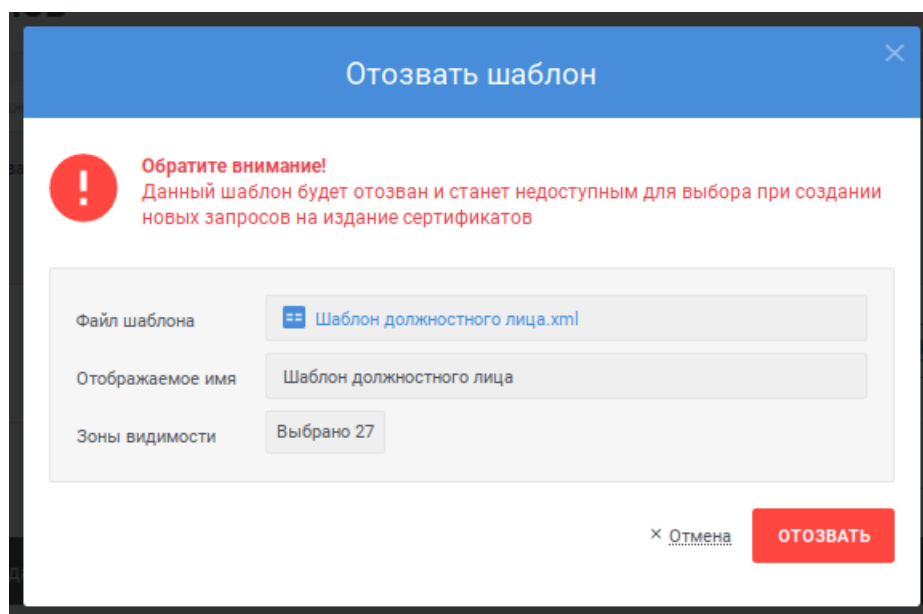 Отозвать шаблон
Обратите внимание!
Данный шаблон будет отозван и станет недоступным для выбора при создании
новых запросов на издание сертификатов
Файл шаблона
Шаблон должностного лица.xml
Отображаемое имя
Шаблон должностного лица
Зоны видимости
Выбрано 27
× Отмена
ОТОЗВАТЬ